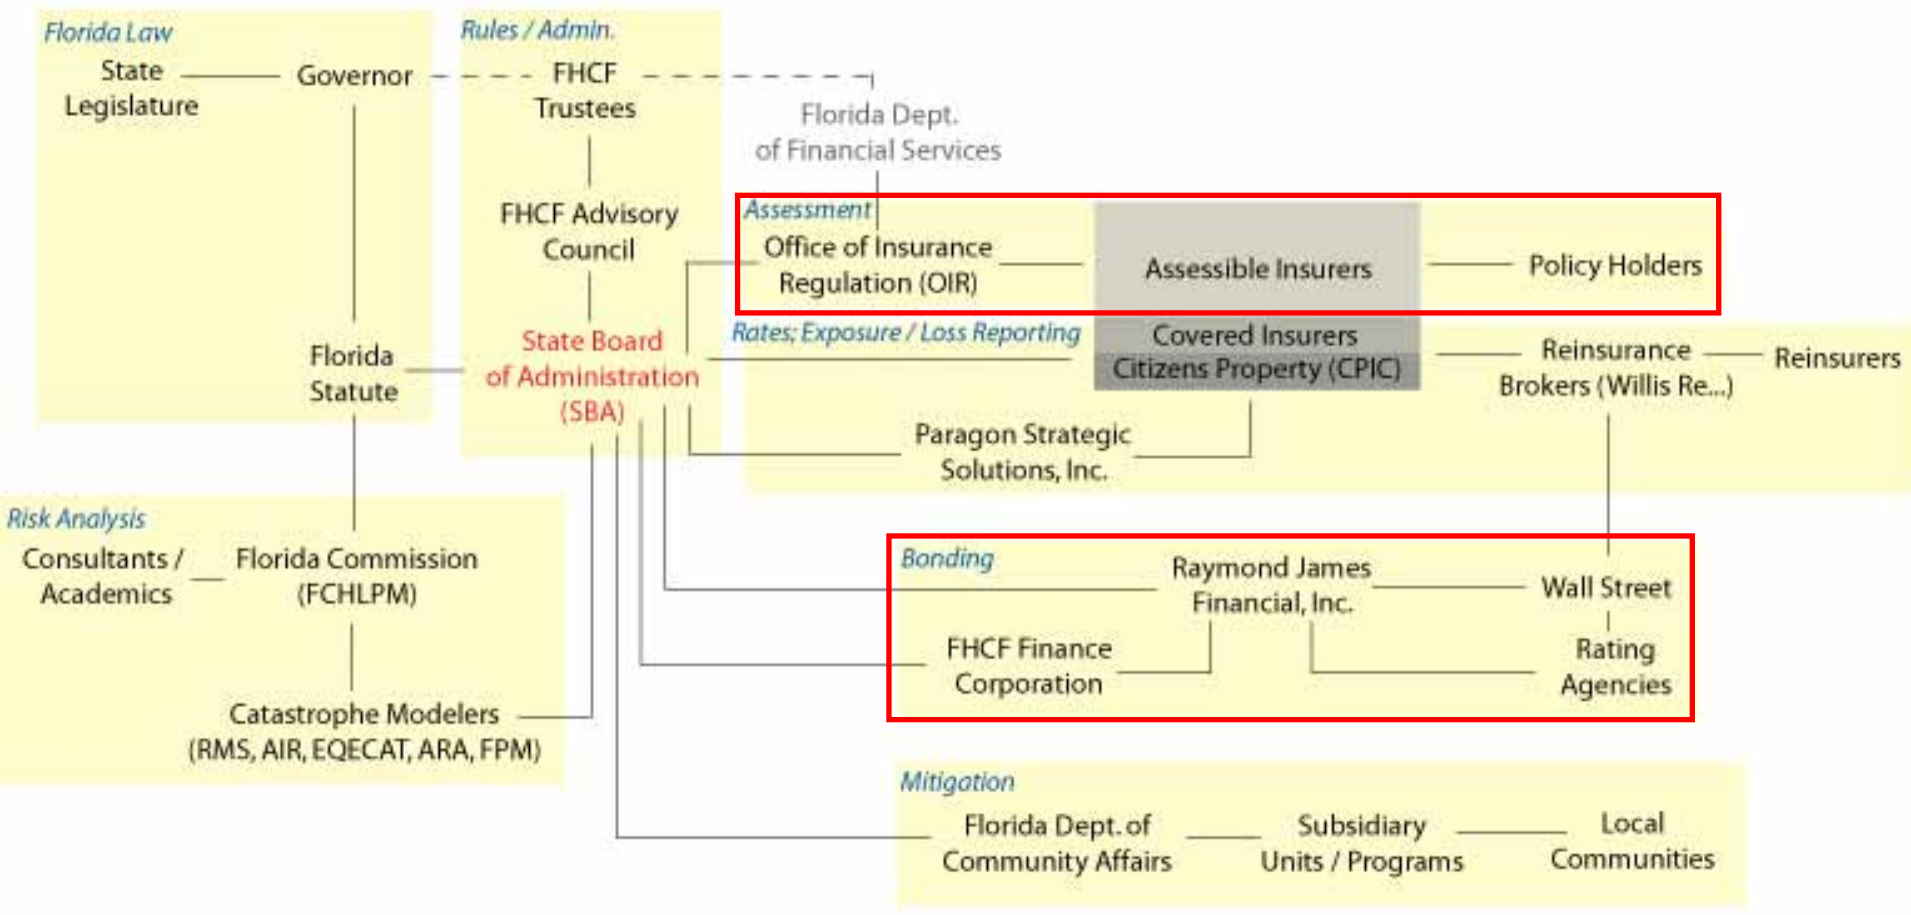 Florida Law
State
Legislature
Governor
Florida
Statute
Rules / Admin.
FHCF
Trustees
FHCF Advisory
Council
State Board
of Administration
(SBA)
Florida Dept.
of Financial Services
Assessment
Office of Insurance
Regulation (OIR)
Assessible Insurers
Policy Holders
Rates; Exposure / Loss Reporting
Covered Insurers
Citizens Property (CPIC)
Reinsurance
Brokers (Willis Re...)
Reinsurers
Paragon Strategic
Solutions, Inc.
Risk Analysis
Consultants /
Academics
Florida Commission
(FCHLPM)
Catastrophe Modelers
(RMS, AIR, EQECAT, ARA, FPM)
Bonding
Raymond James
Financial, Inc.
Wall Street
FHCF Finance
Corporation
Rating
Agencies
Mitigation
Florida Dept. of
Community Affairs
Subsidiary
Units / Programs
Local
Communities